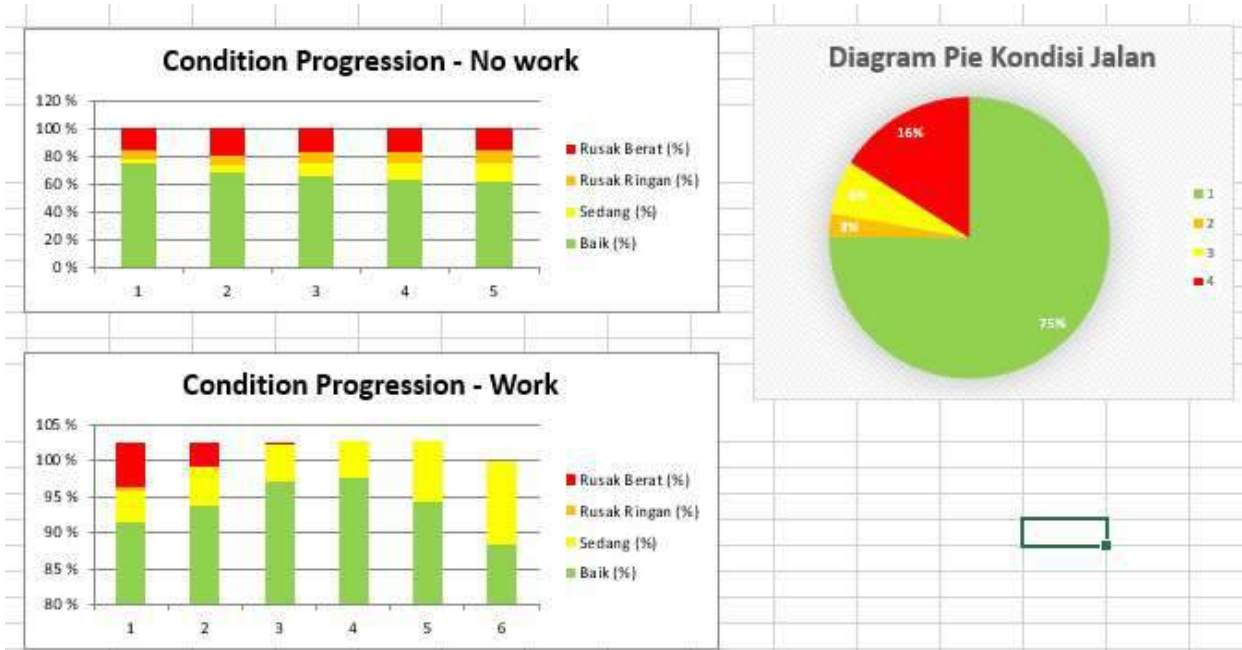 Condition Progression - No work
120 %
100 %
80 %
60 %
40 %
20 %
0 %
1 2 3 4 5
Rusak Berat (%)
Rusak Ringan (%)
Sedang (%)
Baik (%)
Diagram Pie Kondisi Jalan
16%
6%
3%
75%
1
2
3
4
Condition Progression - Work
105 %
100 %
95 %
90 %
85 %
80 %
1 2 3 4 5 6
Rusak Berat (%)
Rusak Ringan (%)
Sedang (%)
Baik (%)